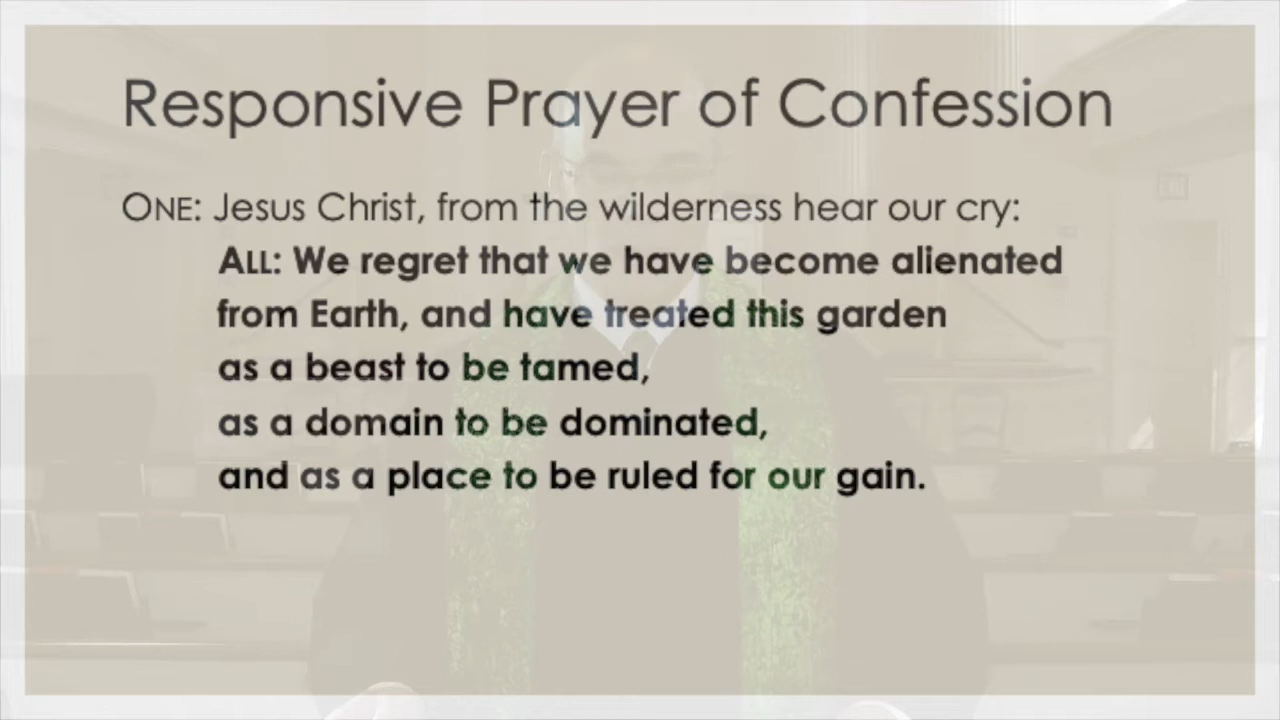 Responsive Prayer of Confession
ONE: Jesus Christ, from the wilderness hear our cry:
ALL: We regret that we have become alienated
from Earth, and have treated this garden
as a beast to be tamed,
as a domain to be dominated,
and as a place to be ruled for our gain.